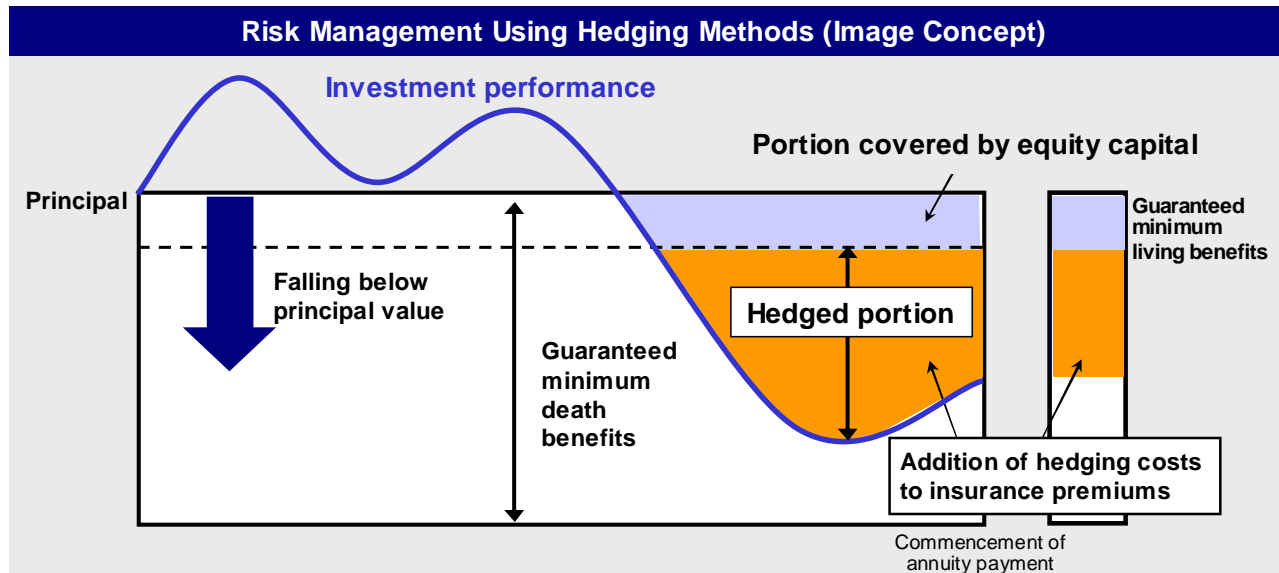 Risk Management Using Hedging Methods (Image Concept)
Investment performance
Portion covered by equity capital
Principal
Guaranteed
minimum
living benefits
Falling below
principal value
Hedged portion
Guaranteed
minimum
death
benefits
Addition of hedging costs
to insurance premiums
Commencement of
annuity payment